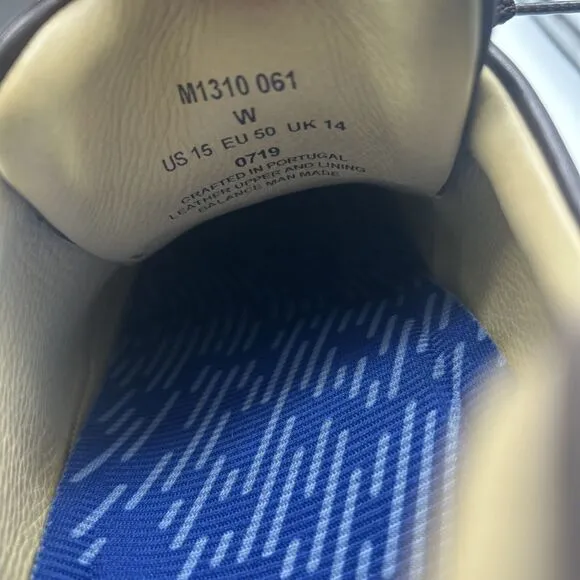 M1310 061
W
US 15 EU 50 UK 14
0719
CRAFTED IN PORTUGAL
LEATHER UPPER AND LINING
BALANCE MAN MADE